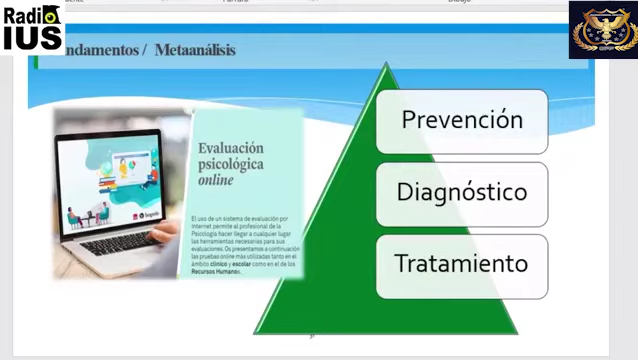 Radio
IUS
ndamentos / Metaanálisis
Evaluación
psicológica
online
El uso de un sistema de evaluación por
Internet permite al profesional de la
Psicología hacer llegar a cualquier lugar
las herramientas necesarias para sus
evaluaciones. Os presentamos a continuación
las pruebas online más utilizadas tanto en el
ámbito clínico y escolar como en el de los
Recursos Humanos.
Prevención
Diagnóstico
Tratamiento